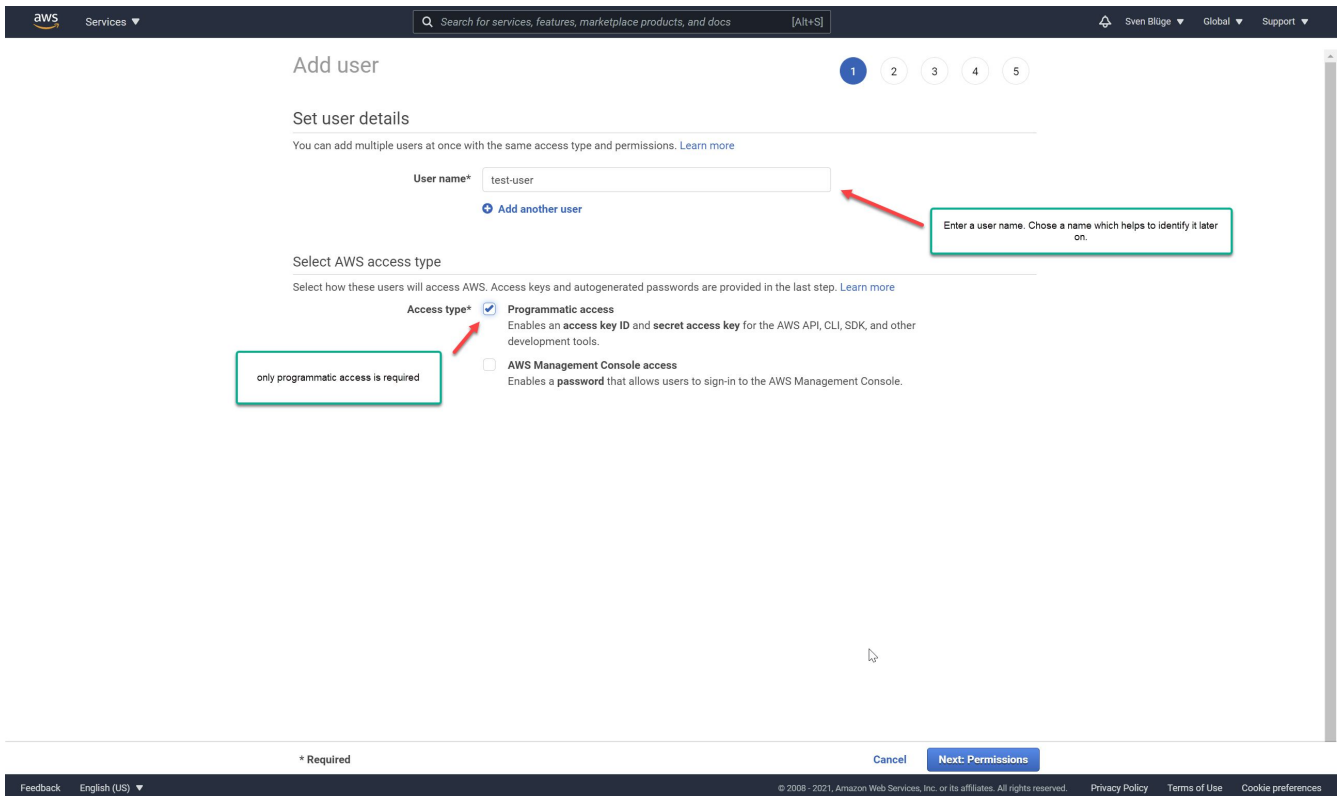 aws Services ▼ Search for services, features, marketplace products, and docs [Alt+S] Sven Blüge ▼ Global ▼ Support ▼
Add user
1 2 3 4 5
Set user details
You can add multiple users at once with the same access type and permissions. Learn more
User name* test-user
Add another user
Enter a user name. Chose a name which helps to identify it later
on.
Select AWS access type
Select how these users will access AWS. Access keys and autogenerated passwords are provided in the last step. Learn more
Access type* Programmatic access
Enables an access key ID and secret access key for the AWS API, CLI, SDK, and other
development tools.
only programmatic access is required
AWS Management Console access
Enables a password that allows users to sign-in to the AWS Management Console.
* Required Cancel Next: Permissions
Feedback English (US) ▼ © 2008 - 2021, Amazon Web Services, Inc. or its affiliates. All rights reserved. Privacy Policy Terms of Use Cookie preferences